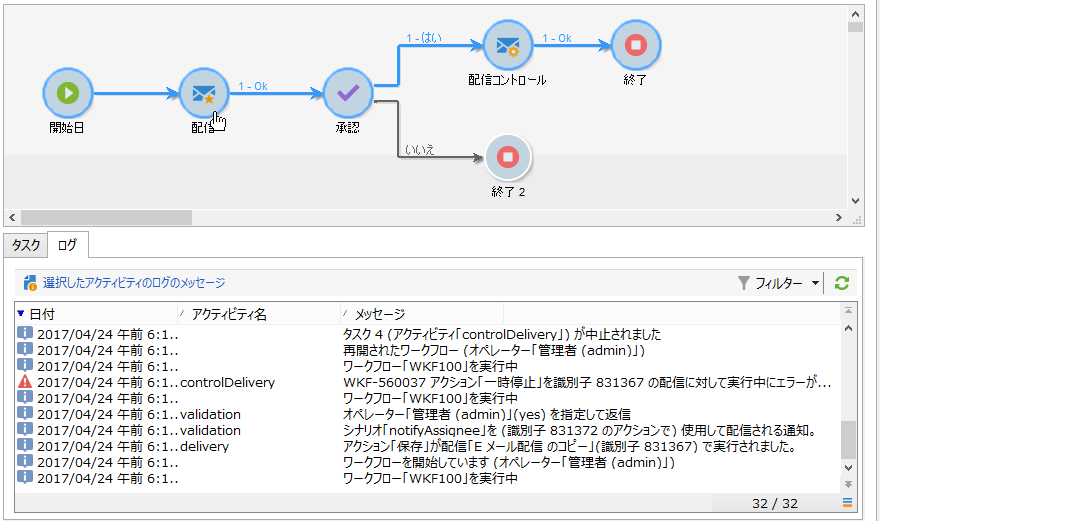 1 - はい
1 - Ok
配信コントロール
終了
1 - Ok
開始日
配信
承認
いいえ
終了 2
タスク
ログ
選択したアクティビティのログのメッセージ
フィルター
日付 アクティビティ名 メッセージ
2017/04/24 午前 6:1.. タスク 4 (アクティビティ「controlDelivery」) が中止されました
2017/04/24 午前 6:1.. 再開されたワークフロー (オペレーター「管理者 (admin)」)
2017/04/24 午前 6:1.. ワークフロー「WKF100」を実行中
2017/04/24 午前 6:1.. controlDelivery WKF-560037 アクション「一時停止」を識別子 831367 の配信に対して実行中にエラーが...
2017/04/24 午前 6:1.. ワークフロー「WKF100」を実行中
2017/04/24 午前 6:1.. validation オペレーター「管理者 (admin)」(yes) を指定して返信
2017/04/24 午前 6:1.. validation シナリオ「notifyAssignee」を (識別子 831372 のアクションで) 使用して配信される通知。
2017/04/24 午前 6:1.. delivery アクション「保存」が配信「E メール配信 のコピー」(識別子 831367) で実行されました。
2017/04/24 午前 6:1.. ワークフローを開始しています (オペレーター「管理者 (admin)」)
2017/04/24 午前 6:1.. ワークフロー「WKF100」を実行中
32 / 32